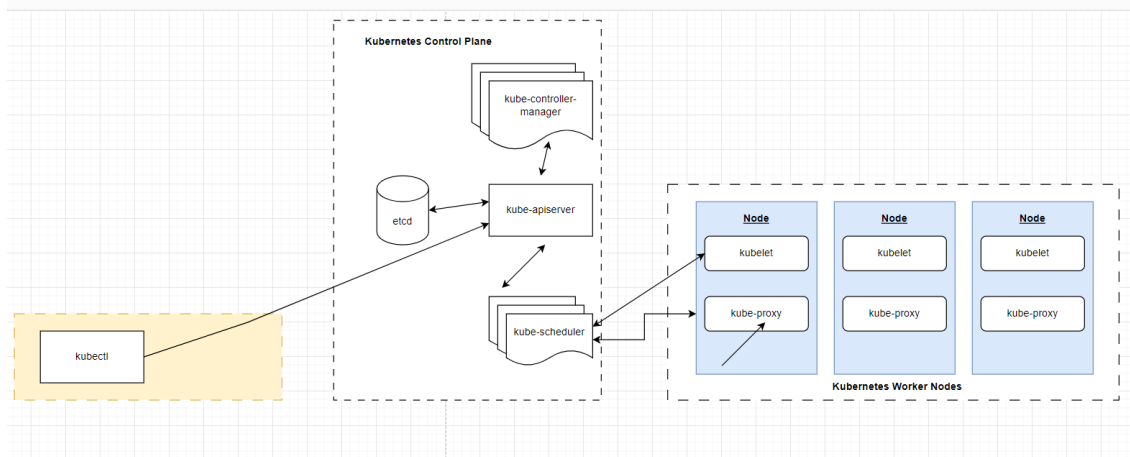 Kubernetes Control Plane
kube-controller-
manager
etcd
kube-apiserver
kube-scheduler
kubectl
Node
kubelet
kube-proxy
Node
kubelet
kube-proxy
Node
kubelet
kube-proxy
Kubernetes Worker Nodes